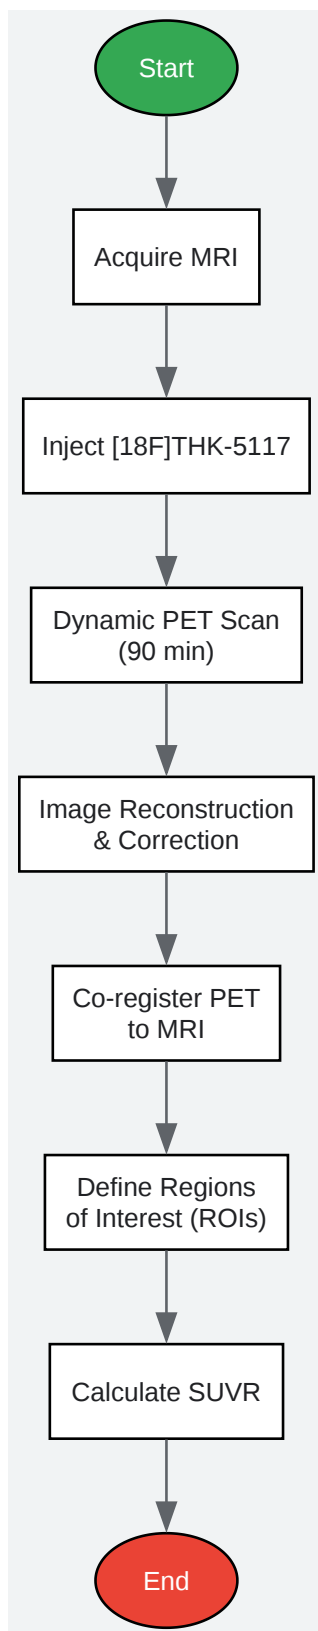 Start
Acquire MRI
Inject [18F]THK-5117
Dynamic PET Scan
(90 min)
Image Reconstruction
& Correction
Co-register PET
to MRI
Define Regions
of Interest (ROIs)
Calculate SUVR
End